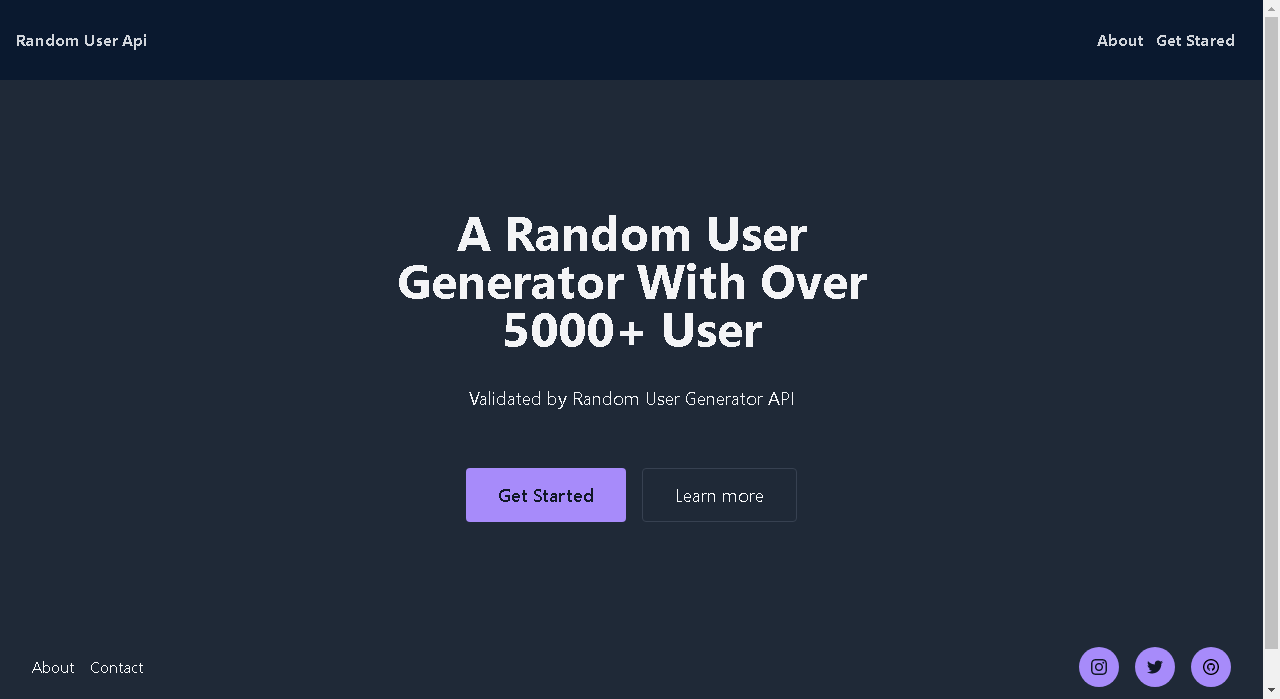 Random User Api
About Get Stared
A Random User
Generator With Over
5000+ User
Validated by Random User Generator API
Get Started Learn more
About Contact